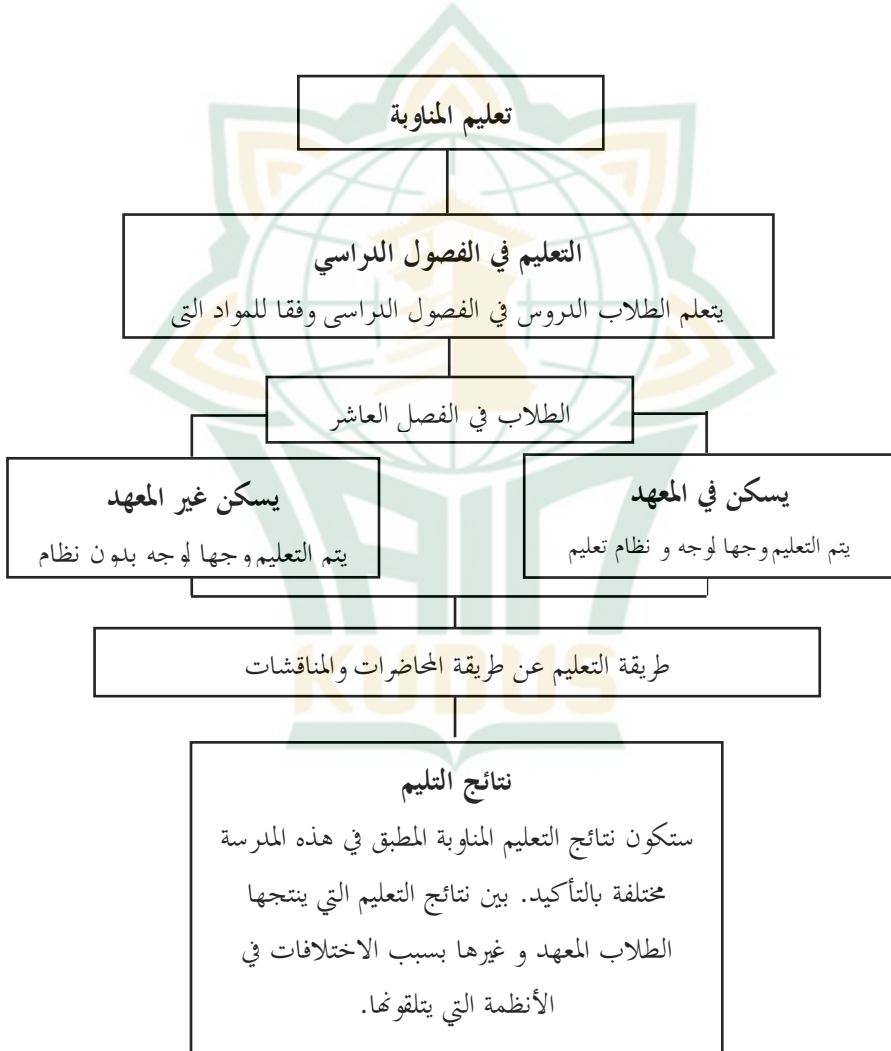 تعليم المناوبة
التعليم في الفصول الدراسي
يتعلم الطلاب الدروس في الفصول الدراسى وفقا للمواد التى
الطلاب في الفصل العاشر
يسكن في المعهد
يتم التعليم وجها لوجه و نظام تعليم
يسكن غير المعهد
يتم التعليم وجها لوجه بدون نظام
طريقة التعليم عن طريقة المحاضرات والمناقشات
نتائج التليم
ستكون نتائج التعليم المناوبة المطبق في هذه المدرسة
مختلفة بالتأكيد. بين نتائج التعليم التي ينتجها
الطلاب المعهد و غيرها بسبب الاختلافات في
الأنظمة التي يتلقونها.
KUDUS